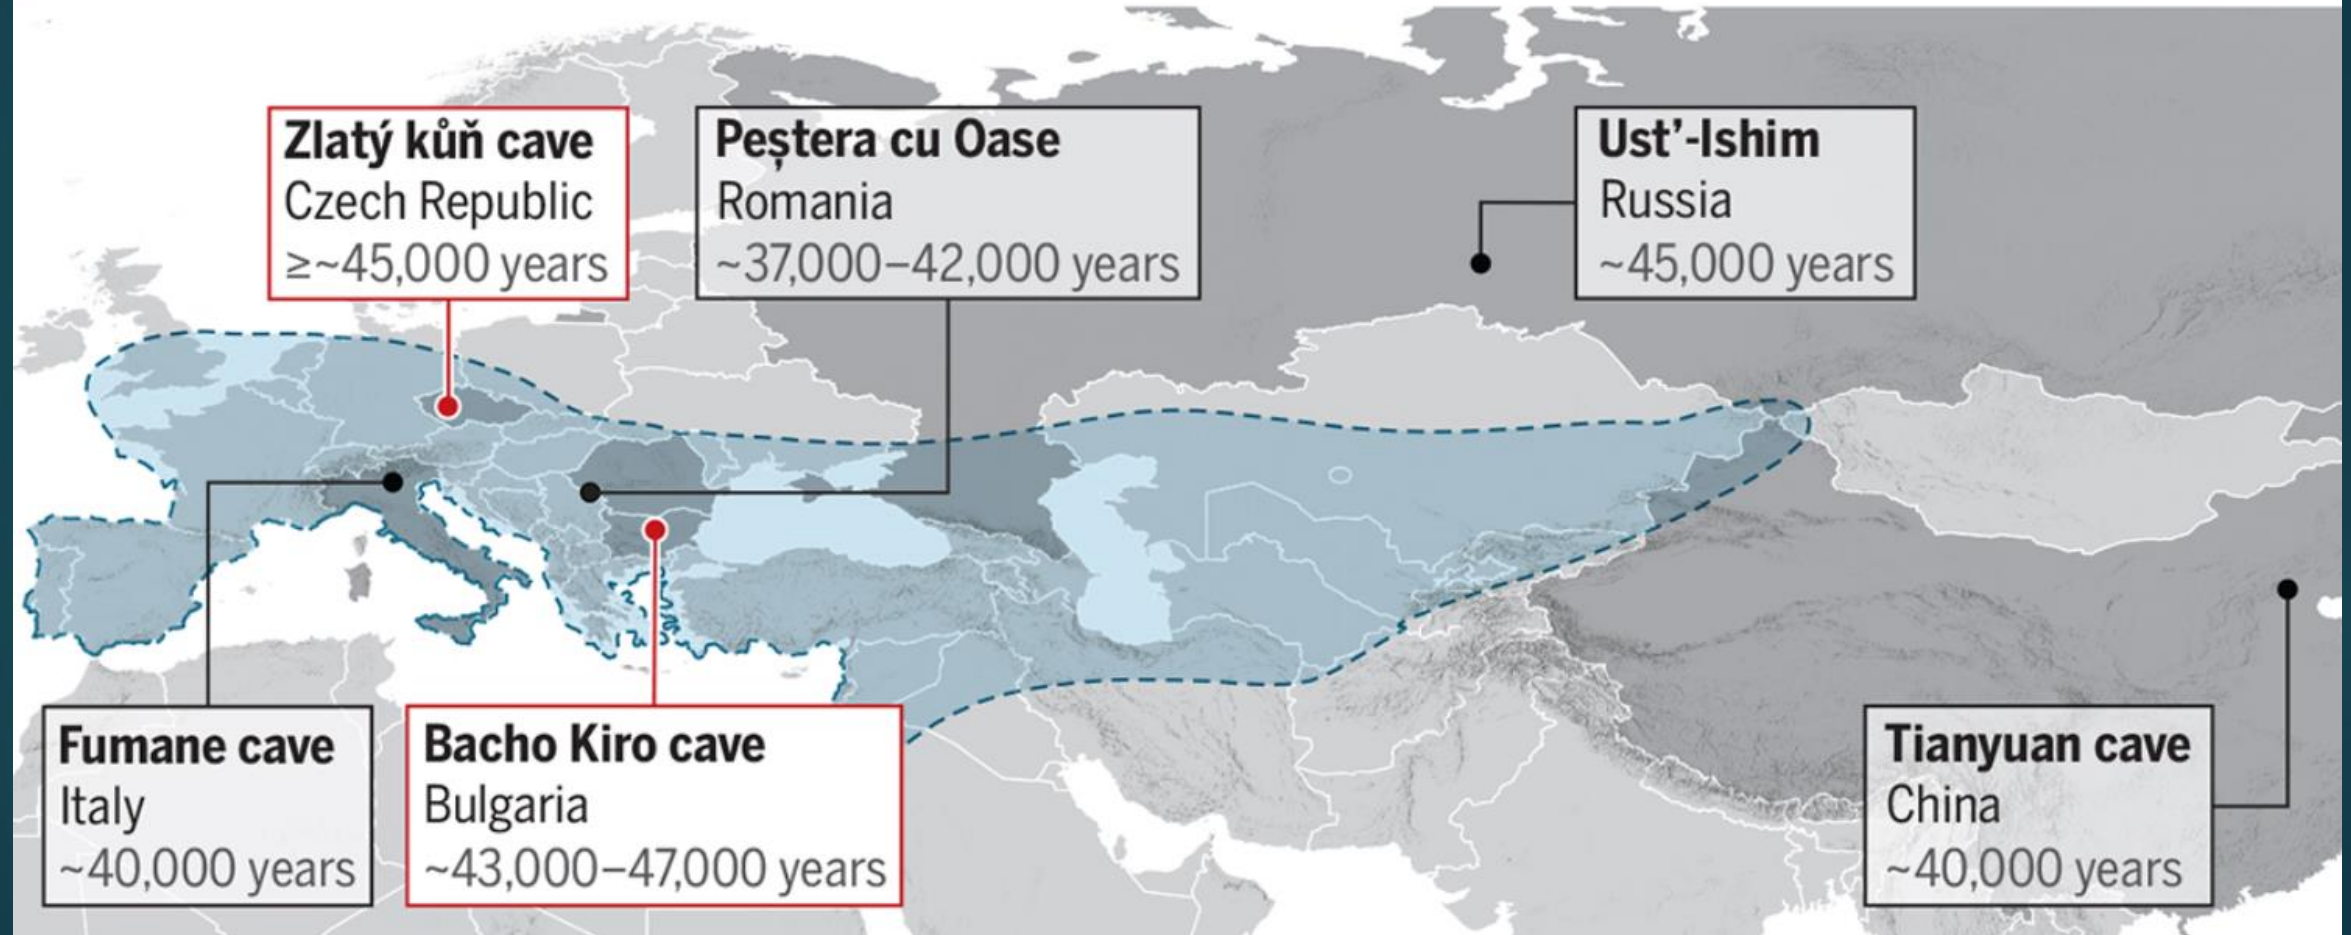 Zlatý kůň cave
Czech Republic
≥~45,000 years
Peștera cu Oase
Romania
~37,000–42,000 years
Ust’-Ishim
Russia
~45,000 years
Fumane cave
Italy
~40,000 years
Bacho Kiro cave
Bulgaria
~43,000–47,000 years
Tianyuan cave
China
~40,000 years